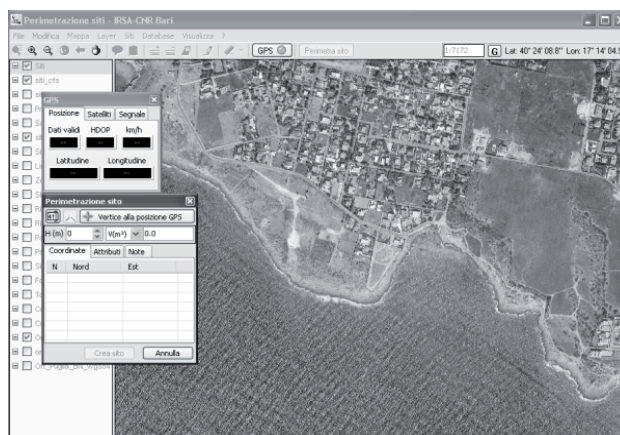 Perimetrazione siti - IRSA-CNR Bari
File Modifica Mappa Layer Siti Database Visualizza ?
GPS Perimetra sito 1:7172 G Lat: 40° 24' 08.8" Lon: 17° 14' 04.5
Siti
siti_cts
GPS
Posizione Satelliti Segnale
Dati validi HDOP km/h
-- -- --
Latitudine Longitudine
-- --
Perimetrazione sito
Vertice alla posizione GPS
H (m) 0 V(m³) 0.0
Coordinate Attributi Note
N Nord Est
Crea sito Annulla